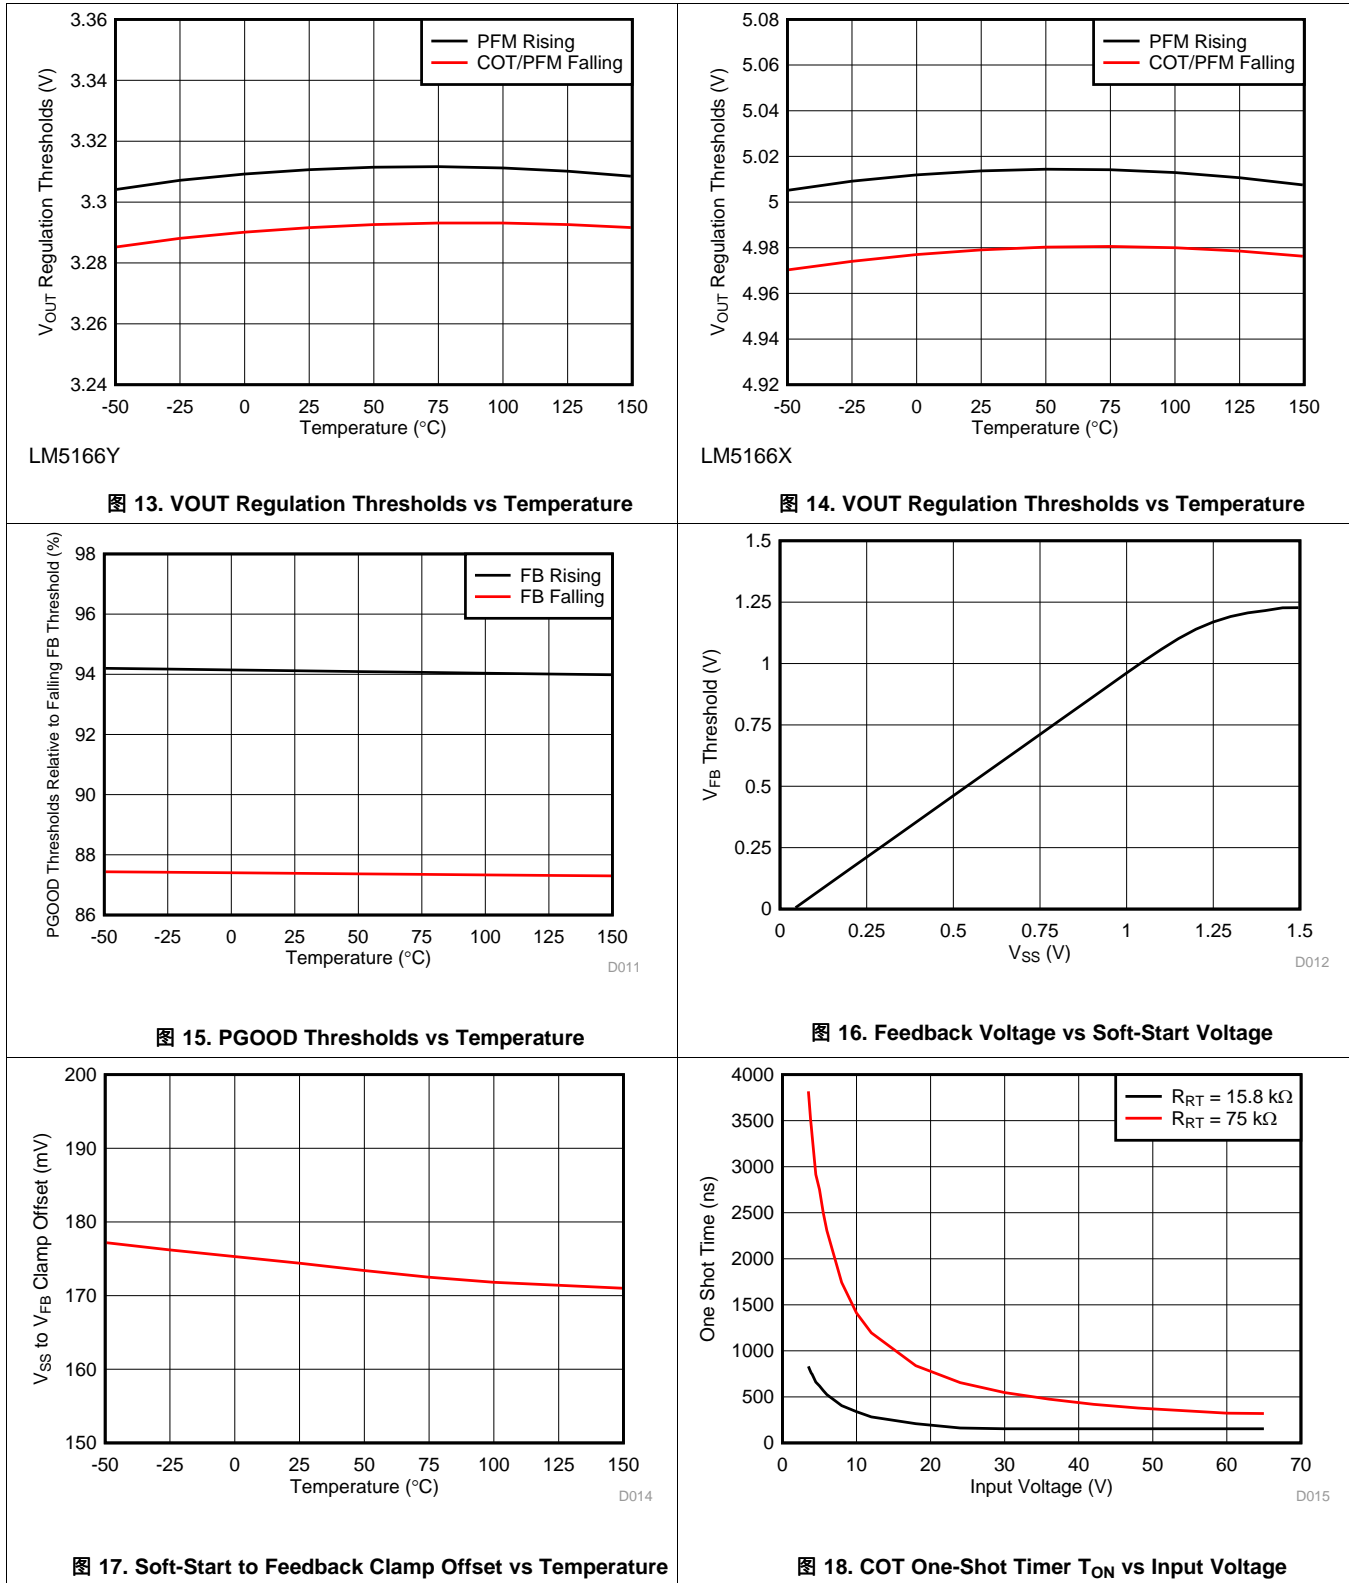 3.36
3.34
3.32
3.3
3.28
3.26
3.24
VOUT Regulation Thresholds (V)
PFM Rising
COT/PFM Falling
-50 -25 0 25 50 75 100 125 150
Temperature (°C)
LM5166Y
图 13. VOUT Regulation Thresholds vs Temperature
5.08
5.06
5.04
5.02
5
4.98
4.96
4.94
4.92
VOUT Regulation Thresholds (V)
PFM Rising
COT/PFM Falling
-50 -25 0 25 50 75 100 125 150
Temperature (°C)
LM5166X
图 14. VOUT Regulation Thresholds vs Temperature
98
96
94
92
90
88
86
PGOOD Thresholds Relative to Falling FB Threshold (%)
FB Rising
FB Falling
-50 -25 0 25 50 75 100 125 150
Temperature (°C)
D011
图 15. PGOOD Thresholds vs Temperature
1.5
1.25
1
0.75
0.5
0.25
0
VFB Threshold (V)
0 0.25 0.5 0.75 1 1.25 1.5
VSS (V)
D012
图 16. Feedback Voltage vs Soft-Start Voltage
200
190
180
170
160
150
VSS to VFB Clamp Offset (mV)
-50 -25 0 25 50 75 100 125 150
Temperature (°C)
D014
图 17. Soft-Start to Feedback Clamp Offset vs Temperature
4000
3500
3000
2500
2000
1500
1000
500
0
One Shot Time (ns)
RRT = 15.8 kΩ
RRT = 75 kΩ
0 10 20 30 40 50 60 70
Input Voltage (V)
D015
图 18. COT One-Shot Timer TON vs Input Voltage